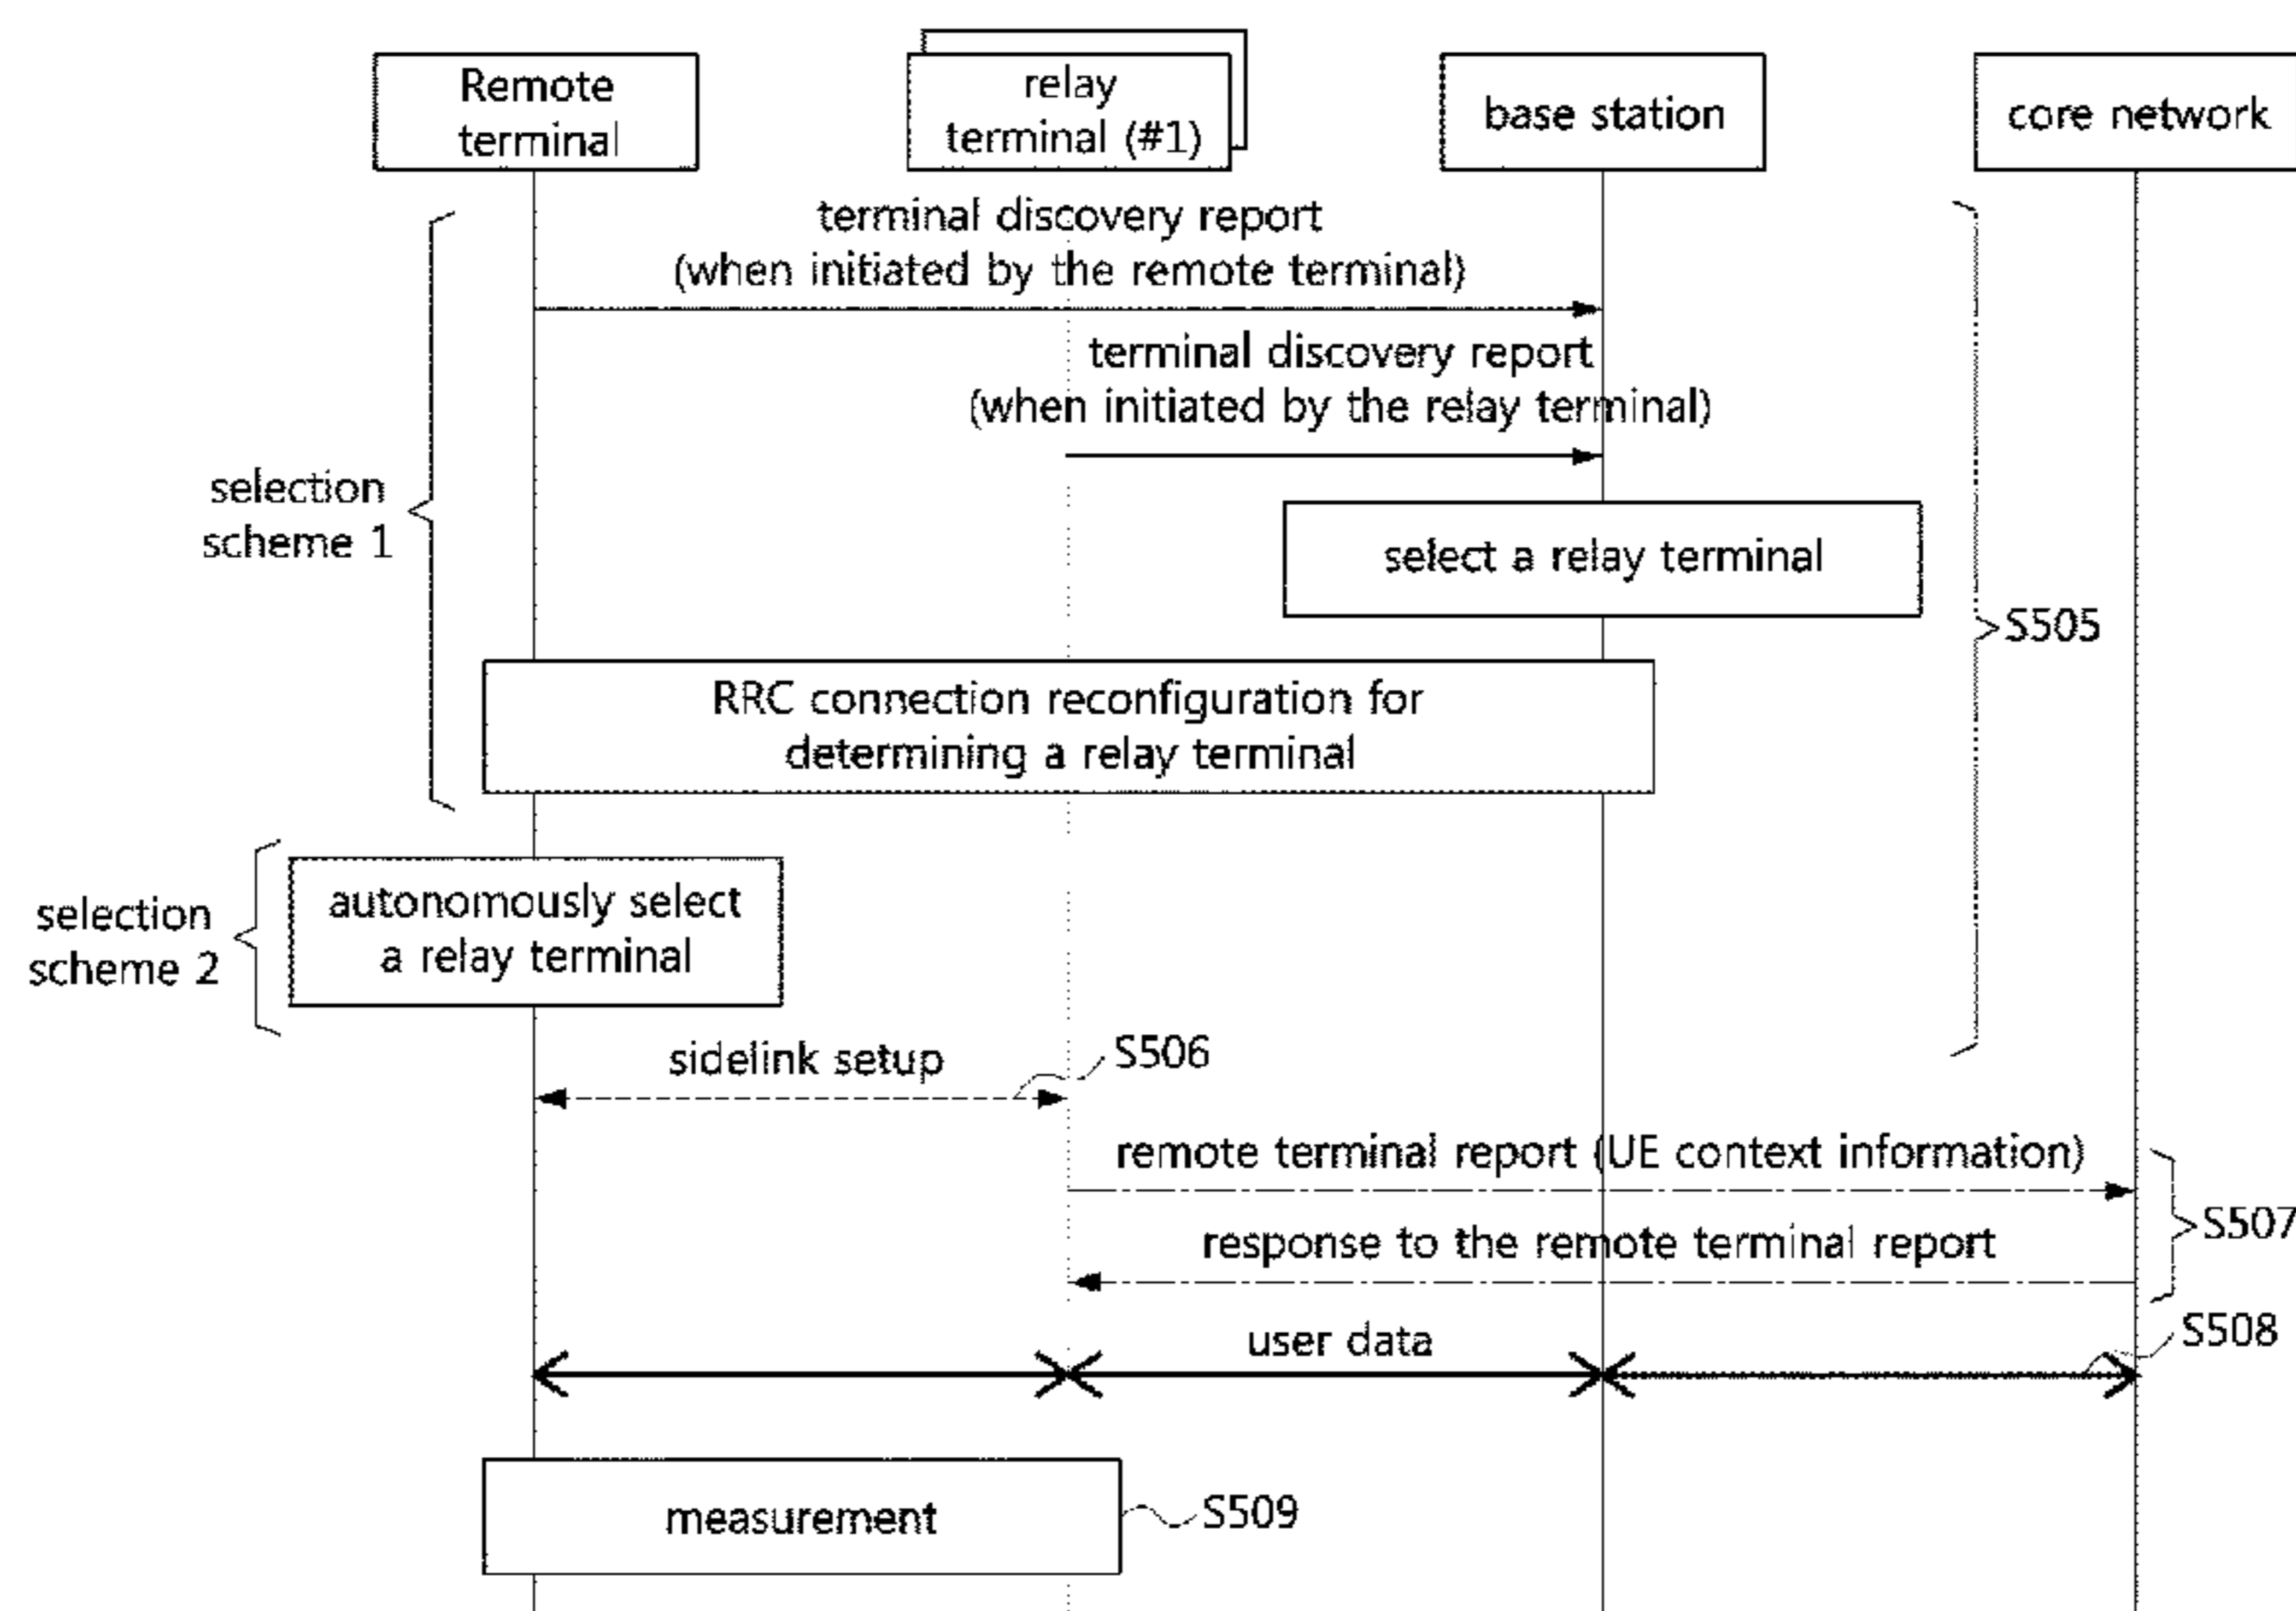 Remote
terminal
relay
terminal (#1)
base station
core network
terminal discovery report
(when initiated by the remote terminal)
terminal discovery report
(when initiated by the relay terminal)
selection
scheme 1
select a relay terminal
S505
RRC connection reconfiguration for
determining a relay terminal
selection
scheme 2
autonomously select
a relay terminal
sidelink setup
S506
remote terminal report (UE context information)
response to the remote terminal report
S507
user data
S508
measurement
S509